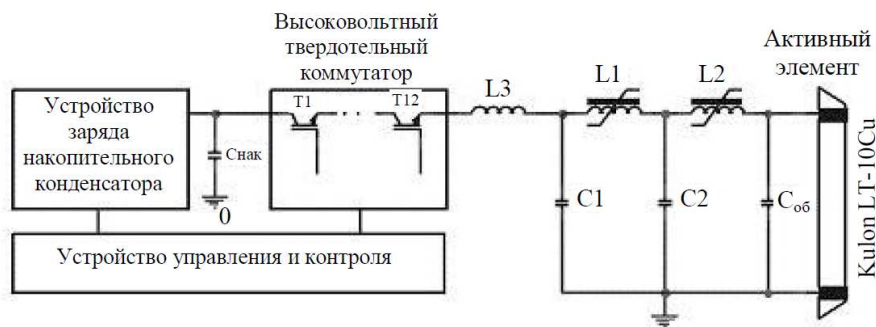 Высоковольтный
твердотельный
коммутатор
Активный
элемент
Устройство
заряда
накопительного
конденсатора
T1
T12
L3
L1
L2
Cнак
0
C1
C2
Cоб
Kulon LT-10Cu
Устройство управления и контроля